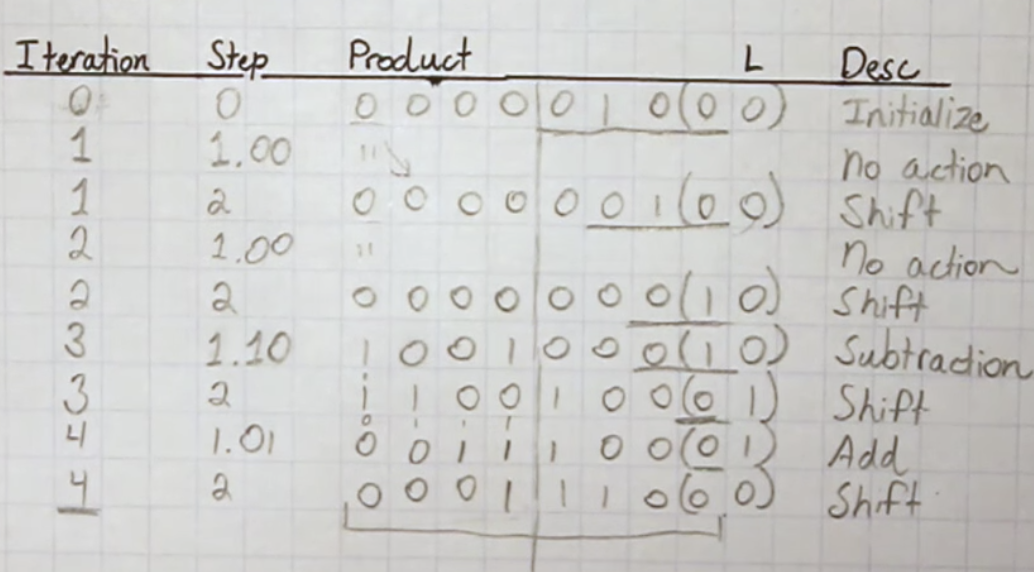 Iteration Step Product L Desc
0 0 0 0 0 0 0 1 0(0 0) Initialize
1 1.00 " no action
1 2 0 0 0 0 0 0 1(0 0) Shift
2 1.00 " no action
2 2 0 0 0 0 0 0 0(1 0) Shift
3 1.10 1 0 0 1 0 0 0(1 0) Subtraction
3 2 1 1 0 0 1 0 0(0 1) Shift
4 1.01 0 0 1 1 1 0 0(0 1) Add
4 2 0 0 0 1 1 1 0(0 0) Shift